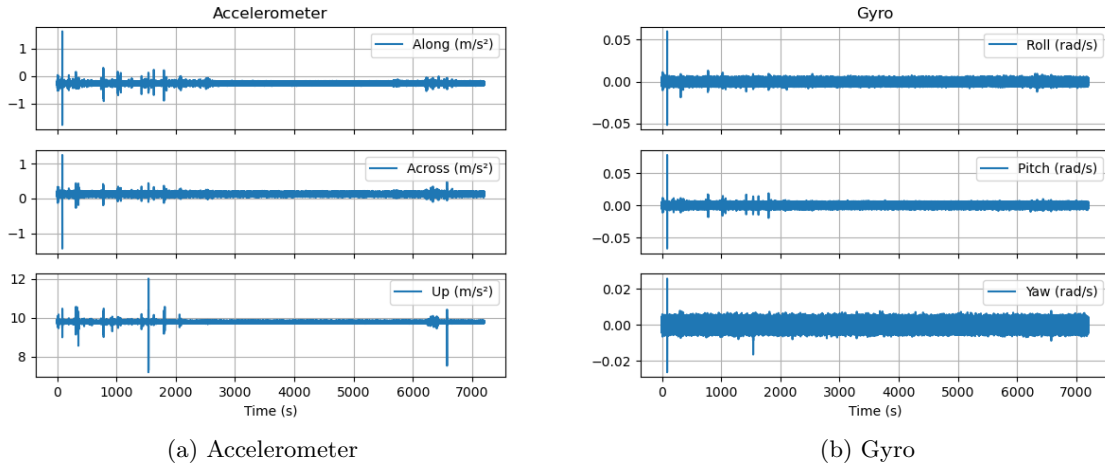 Accelerometer
Along (m/s²)
1
0
−1
Across (m/s²)
1
0
−1
Up (m/s²)
12
10
8
0 1000 2000 3000 4000 5000 6000 7000
Time (s)
(a) Accelerometer
Gyro
Roll (rad/s)
0.05
0.00
−0.05
Pitch (rad/s)
0.05
0.00
−0.05
Yaw (rad/s)
0.02
0.00
−0.02
0 1000 2000 3000 4000 5000 6000 7000
Time (s)
(b) Gyro